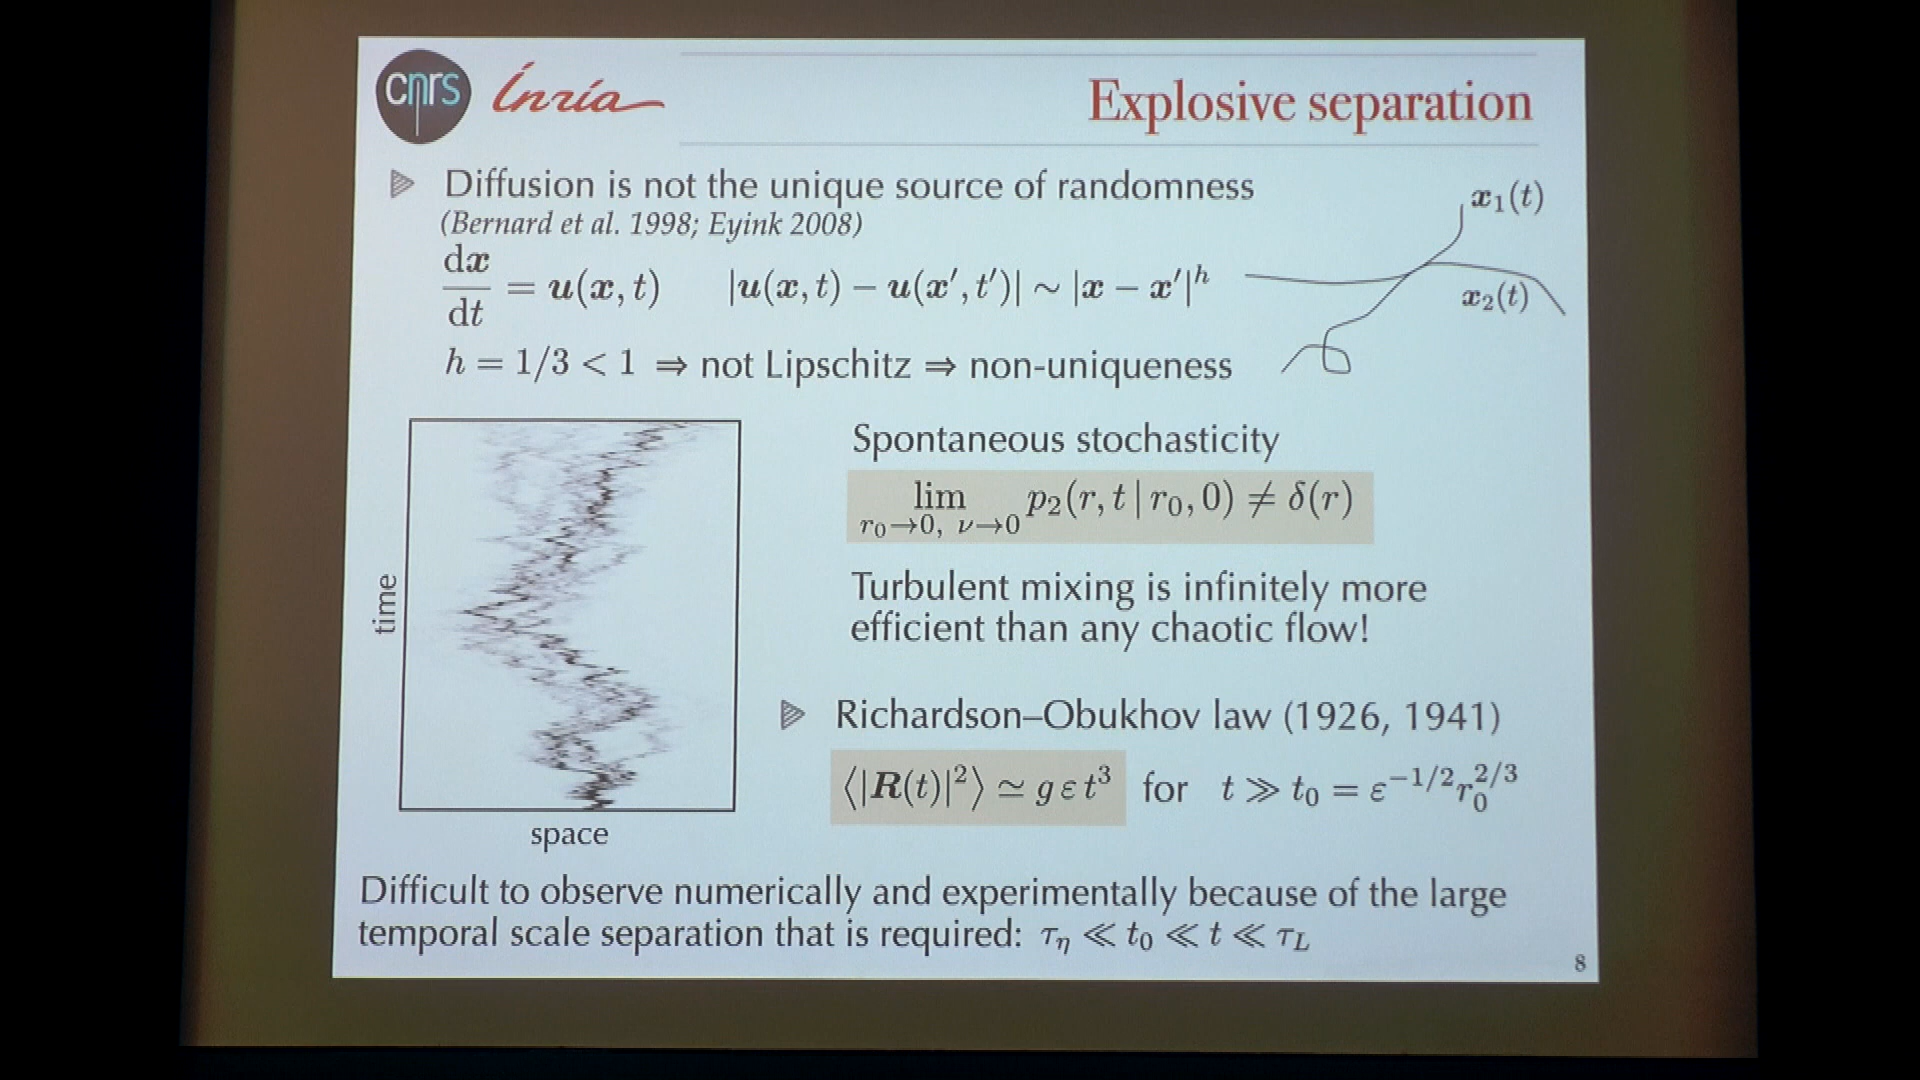 cnrs Inria
Explosive separation
Diffusion is not the unique source of randomness
(Bernard et al. 1998; Eyink 2008)
dx/dt = u(x, t) |u(x, t) − u(x′, t′)| ∼ |x − x′|^h
x₁(t)
x₂(t)
h = 1/3 < 1 ⇒ not Lipschitz ⇒ non-uniqueness
time
space
Spontaneous stochasticity
lim_{r₀→0, ν→0} p₂(r, t | r₀, 0) ≠ δ(r)
Turbulent mixing is infinitely more
efficient than any chaotic flow!
Richardson–Obukhov law (1926, 1941)
⟨|R(t)|²⟩ ≃ g ε t³ for t ≫ t₀ = ε^{−1/2} r₀^{2/3}
Difficult to observe numerically and experimentally because of the large
temporal scale separation that is required: τ_η ≪ t₀ ≪ t ≪ τ_L
8